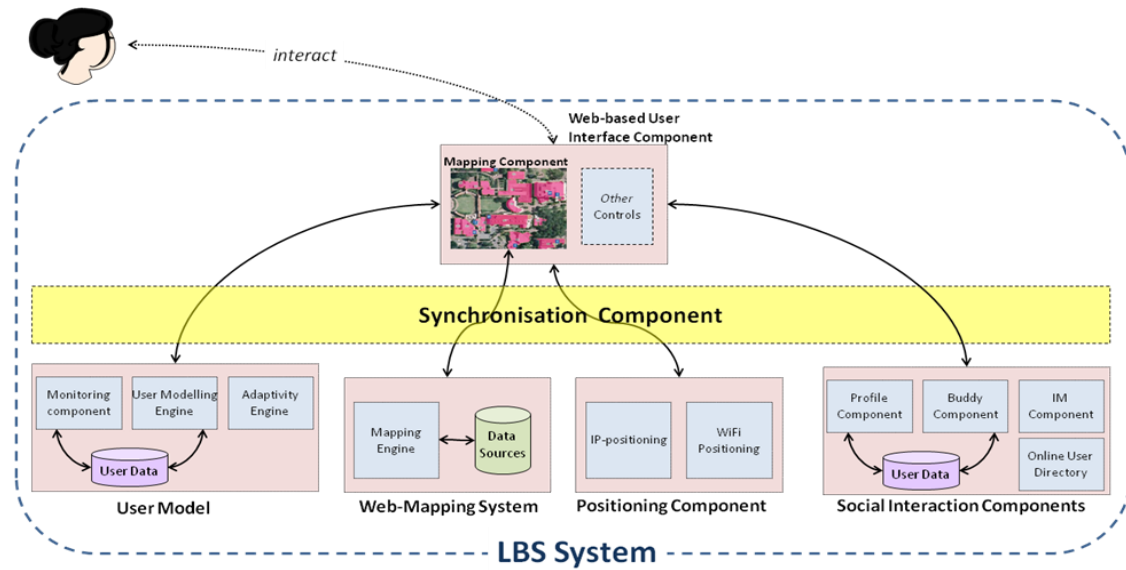 interact
Web-based User
Interface Component
Mapping Component
Other
Controls
Synchronisation Component
Monitoring
component
User Modelling
Engine
Adaptivity
Engine
User Data
User Model
Mapping
Engine
Data
Sources
Web-Mapping System
IP-positioning
WiFi
Positioning
Positioning Component
Profile
Component
Buddy
Component
IM
Component
User Data
Online User
Directory
Social Interaction Components
LBS System